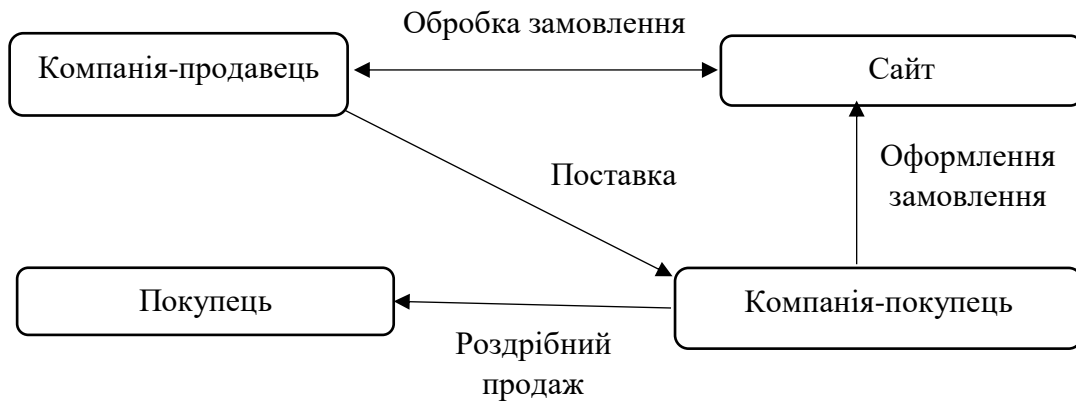 Обробка замовлення
Компанія-продавець
Сайт
Оформлення
замовлення
Поставка
Покупець
Компанія-покупець
Роздрібний
продаж